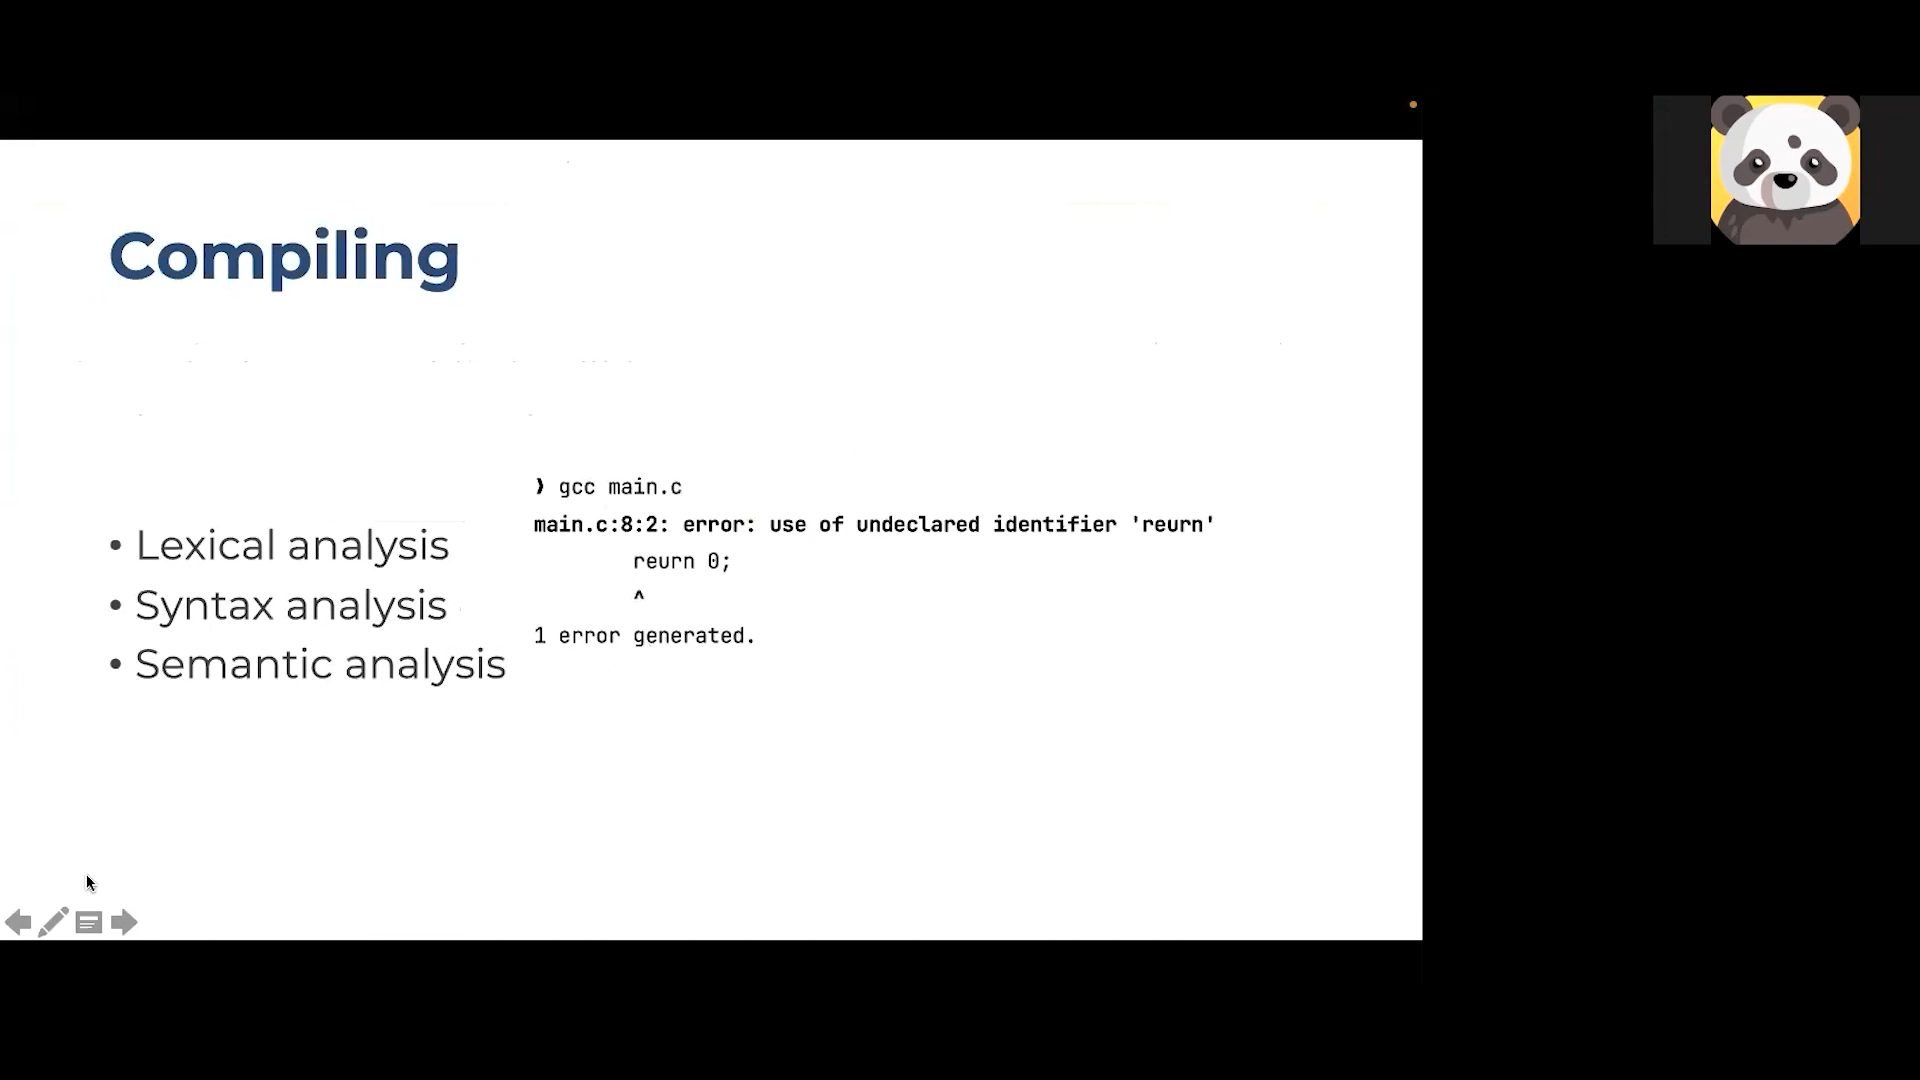 Compiling
• Lexical analysis
• Syntax analysis
• Semantic analysis
❯ gcc main.c
main.c:8:2: error: use of undeclared identifier 'reurn'
reurn 0;
^
1 error generated.